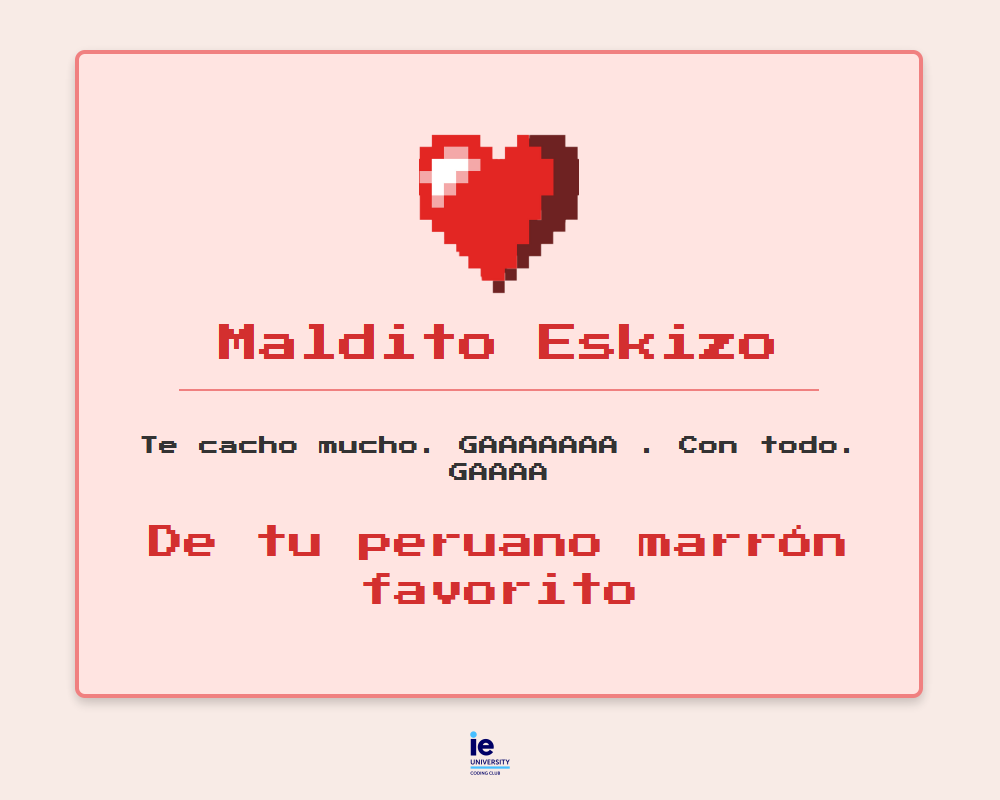 Maldito Eskizo
Te cacho mucho. GAAAAAAA . Con todo.
GAAAA
De tu peruano marrón
favorito
ie
UNIVERSITY
CODING CLUB